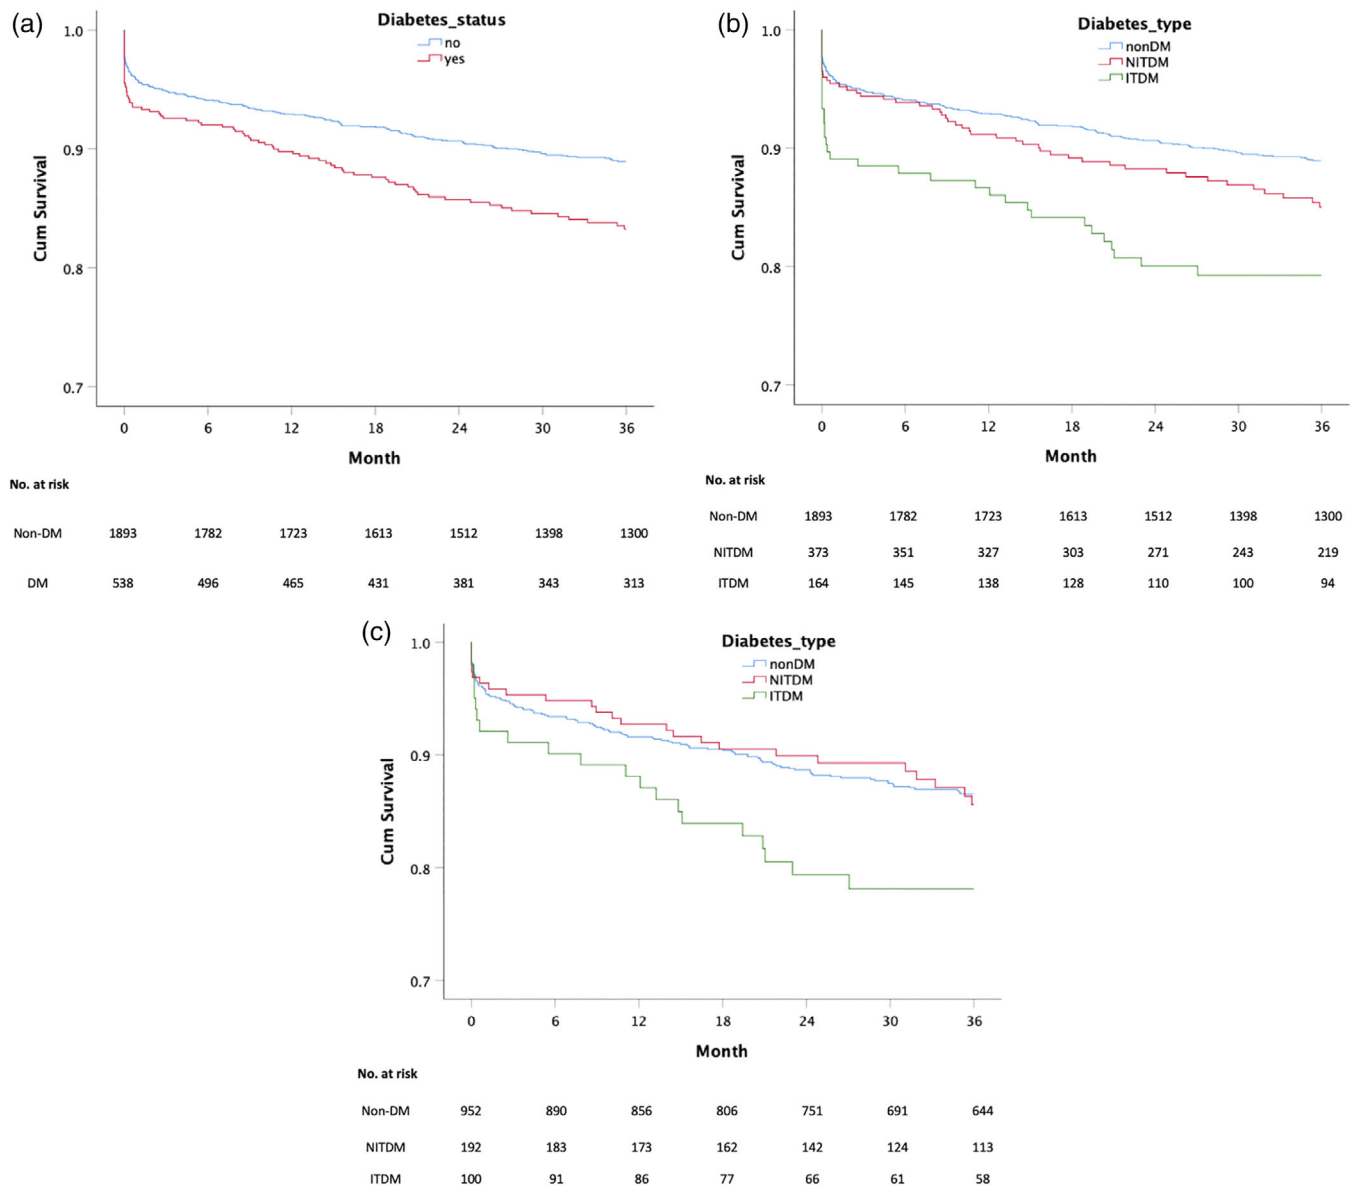 (a)
Diabetes_status
no
yes
1.0
0.9
0.8
0.7
Cum Survival
0 6 12 18 24 30 36
Month
No. at risk
Non-DM 1893 1782 1723 1613 1512 1398 1300
DM 538 496 465 431 381 343 313
(b)
Diabetes_type
nonDM
NITDM
ITDM
1.0
0.9
0.8
0.7
Cum Survival
0 6 12 18 24 30 36
Month
No. at risk
Non-DM 1893 1782 1723 1613 1512 1398 1300
NITDM 373 351 327 303 271 243 219
ITDM 164 145 138 128 110 100 94
(c)
Diabetes_type
nonDM
NITDM
ITDM
1.0
0.9
0.8
0.7
Cum Survival
0 6 12 18 24 30 36
Month
No. at risk
Non-DM 952 890 856 806 751 691 644
NITDM 192 183 173 162 142 124 113
ITDM 100 91 86 77 66 61 58